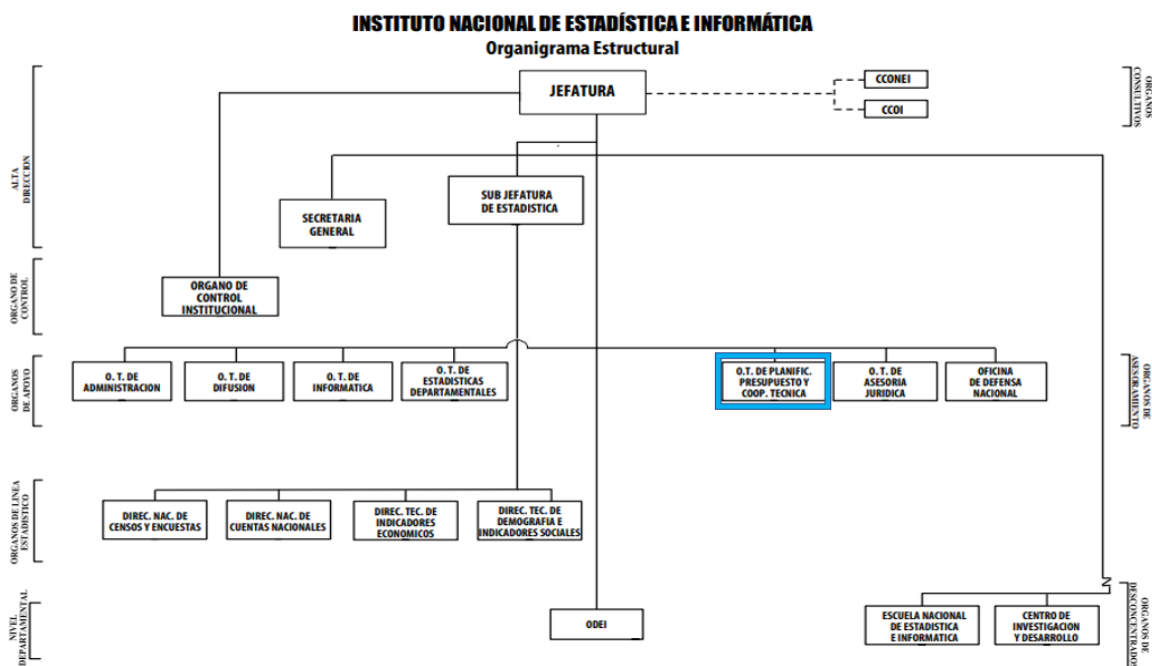 INSTITUTO NACIONAL DE ESTADÍSTICA E INFORMÁTICA
Organigrama Estructural
JEFATURA
CCONEI
CCOI
ORGANOS
CONSULTIVOS
ALTA
DIRECCION
SECRETARIA
GENERAL
SUB JEFATURA
DE ESTADISTICA
ORGANO DE
CONTROL
ORGANO DE
CONTROL
INSTITUCIONAL
ORGANOS
DE APOYO
O. T. DE
ADMINISTRACION
O. T. DE
DIFUSION
O. T. DE
INFORMATICA
O. T. DE
ESTADISTICAS
DEPARTAMENTALES
O.T. DE PLANIFIC.
PRESUPUESTO Y
COOP. TECNICA
O. T. DE
ASESORIA
JURIDICA
OFICINA
DE DEFENSA
NACIONAL
ORGANOS DE
ASESORAMIENTO
ORGANOS DE LINEA
ESTADISTICO
DIREC. NAC. DE
CENSOS Y ENCUESTAS
DIREC. NAC. DE
CUENTAS NACIONALES
DIREC. TEC. DE
INDICADORES
ECONOMICOS
DIREC. TEC. DE
DEMOGRAFIA E
INDICADORES SOCIALES
NIVEL
DEPARTAMENTAL
ODEI
ESCUELA NACIONAL
DE ESTADISTICA
E INFORMATICA
CENTRO DE
INVESTIGACION
Y DESARROLLO
ORGANOS DE
DESCONCENTRADOS